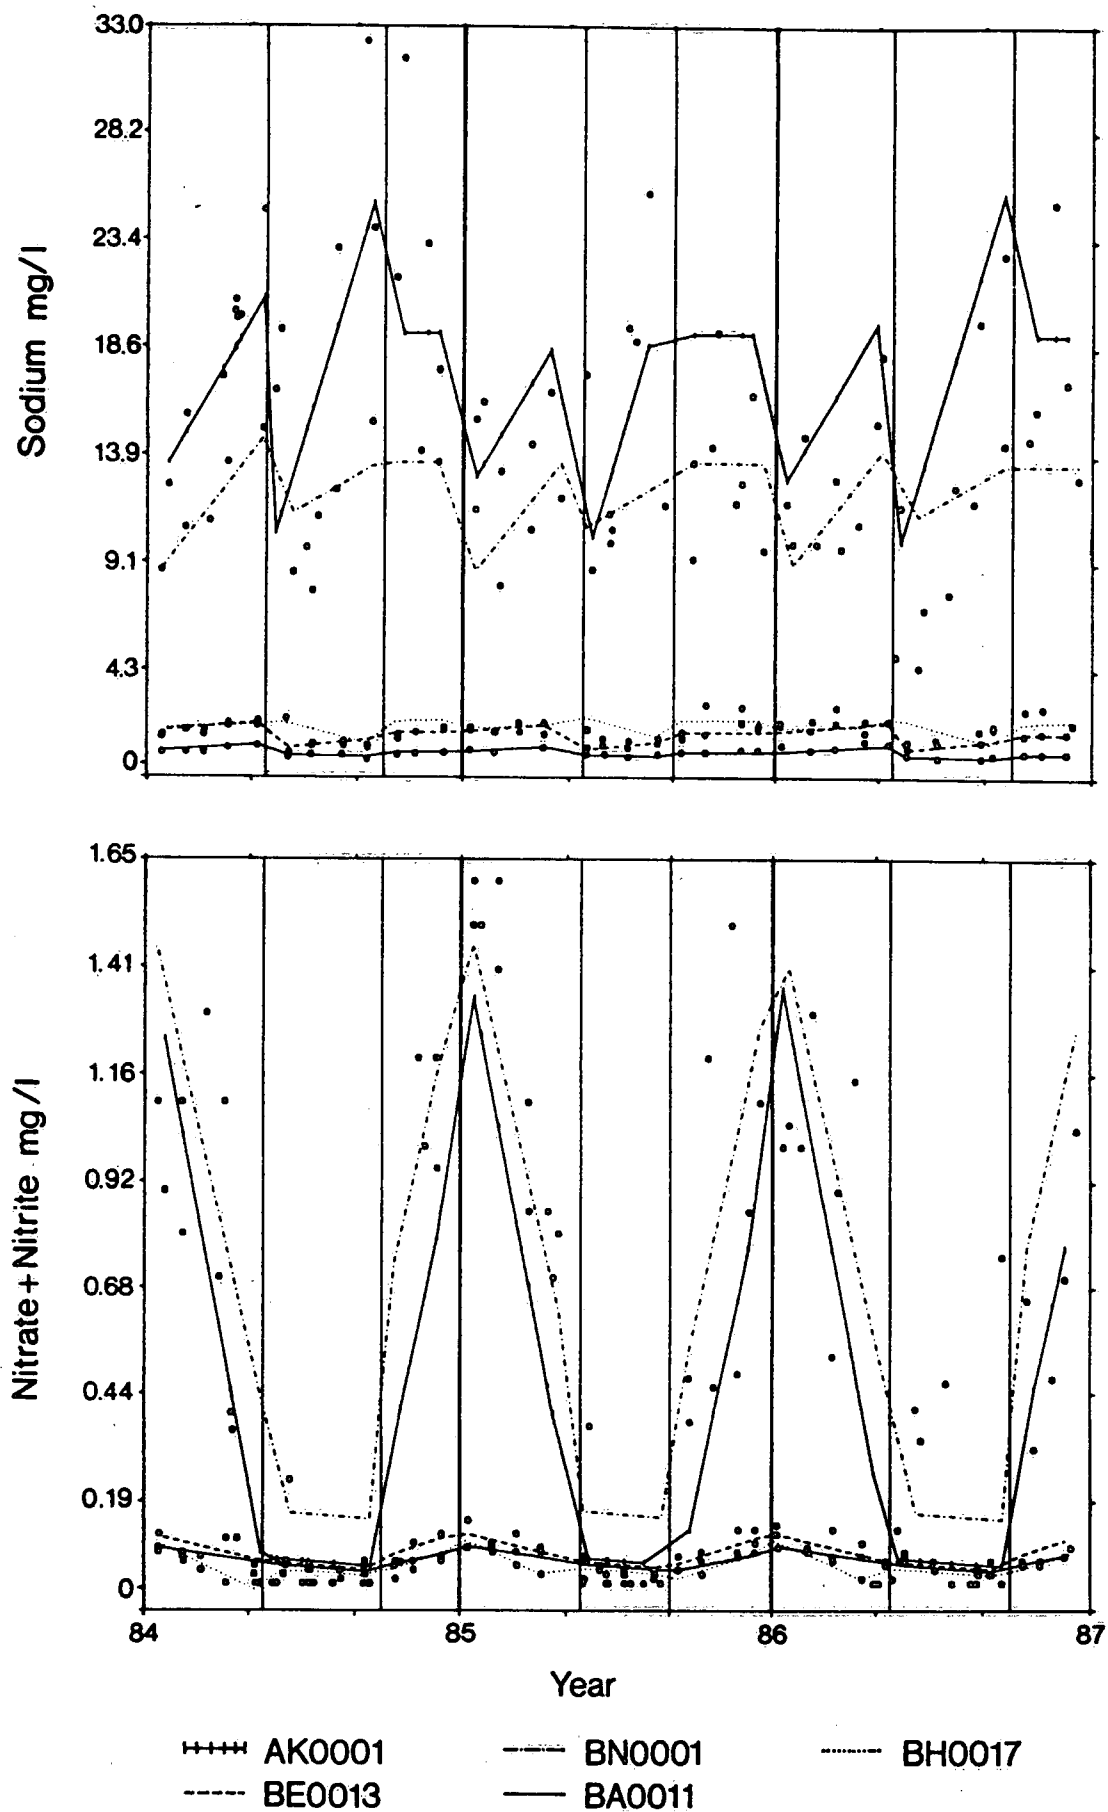 33.0
28.2
23.4
18.6
13.9
9.1
4.3
0
Sodium mg/l
1.65
1.41
1.16
0.92
0.68
0.44
0.19
0
Nitrate+Nitrite mg/l
84 85 86 87
Year
AK0001 BN0001 BH0017
BE0013 BA0011